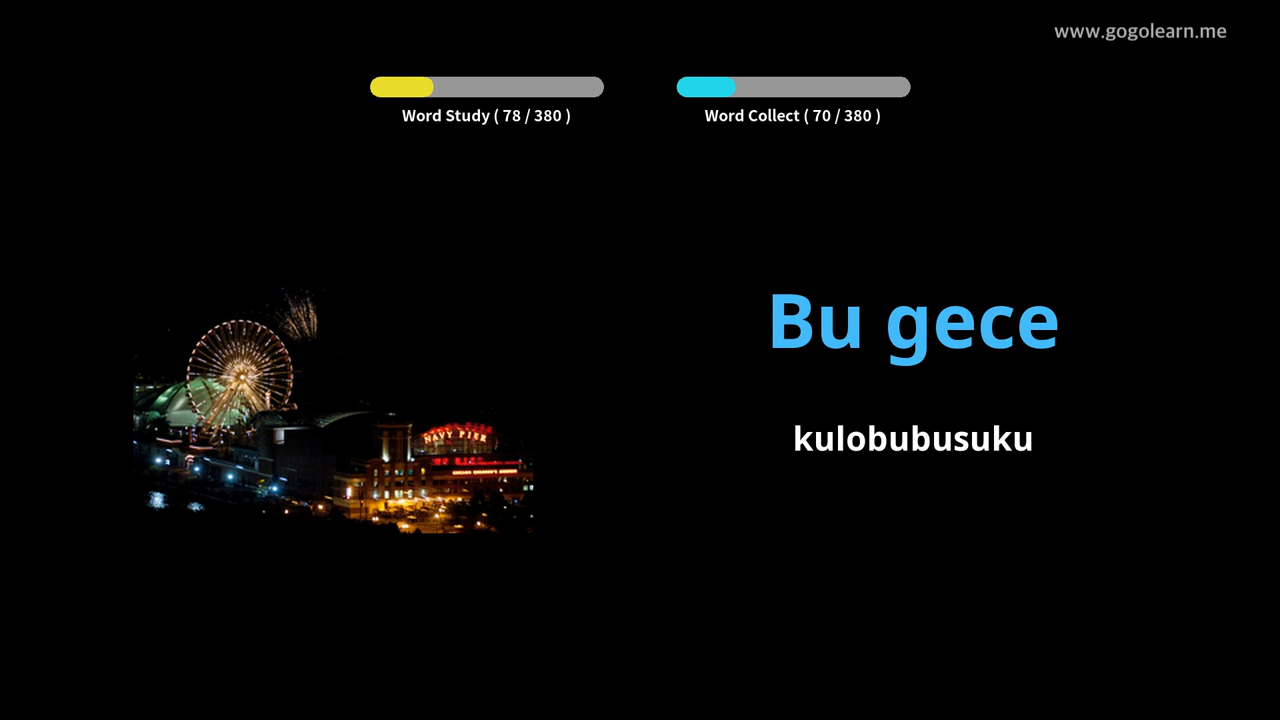 www.gogolearn.me
Word Study ( 78 / 380 )
Word Collect ( 70 / 380 )
Bu gece
kulobubusuku
NAVY PIER